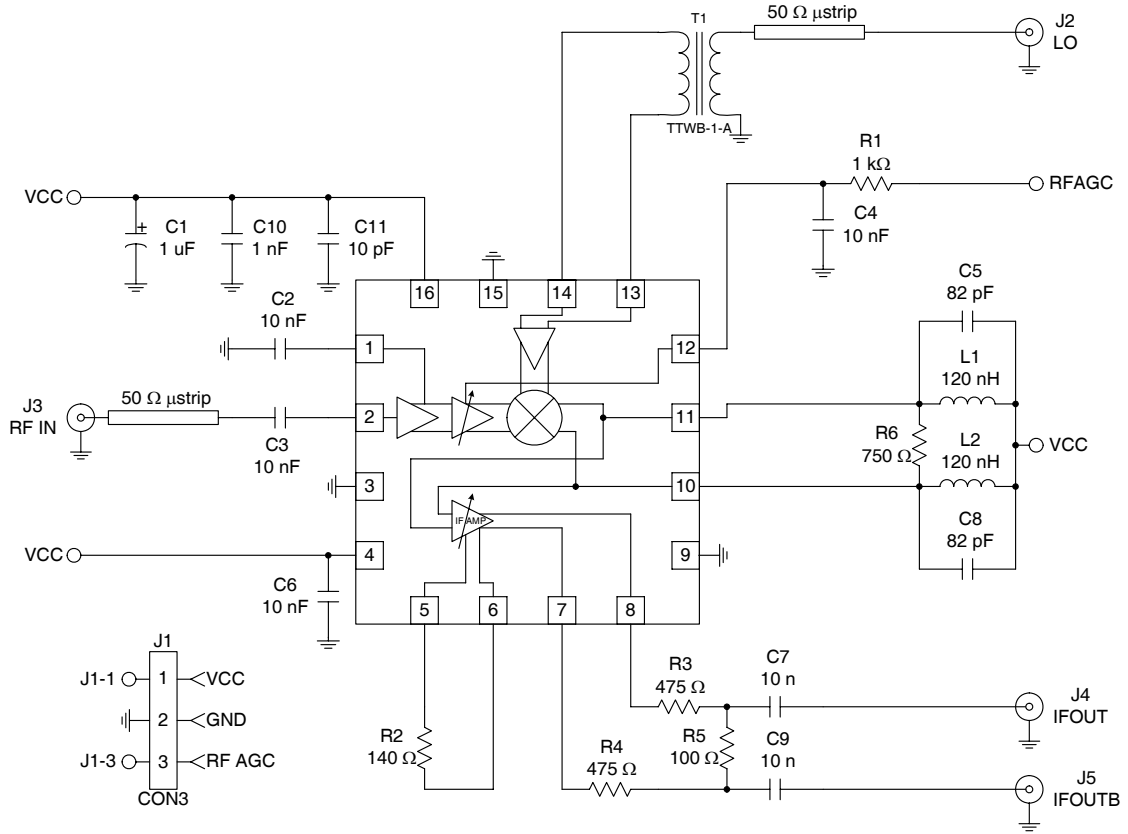 50 Ω µstrip
J2
LO
T1
TTWB-1-A
R1
1 kΩ
RFAGC
C4
10 nF
VCC
C1
1 uF
+
C10
1 nF
C11
10 pF
16
15
14
13
C5
82 pF
C2
10 nF
1
12
L1
120 nH
J3
RF IN
50 Ω µstrip
C3
10 nF
2
11
R6
750 Ω
L2
120 nH
VCC
3
10
IF AMP
C8
82 pF
VCC
4
9
C6
10 nF
5
6
7
8
J1
J1-1
1
VCC
2
GND
J1-3
3
RF AGC
CON3
R2
140 Ω
R3
475 Ω
C7
10 n
J4
IFOUT
R4
475 Ω
R5
100 Ω
C9
10 n
J5
IFOUTB